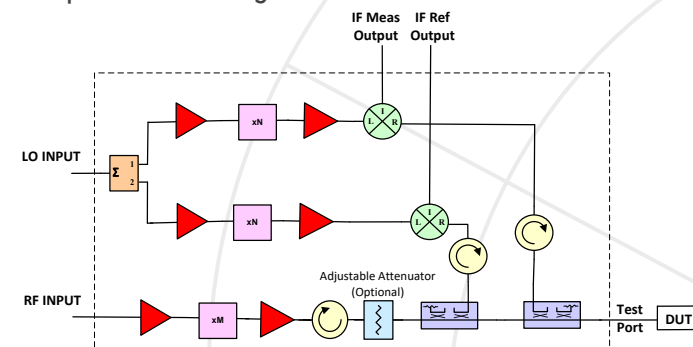 IF Meas Output
IF Ref Output
LO INPUT
Σ
1
2
xN
L
I
R
xN
L
I
R
Adjustable Attenuator
(Optional)
RF INPUT
xM
Test
Port
DUT